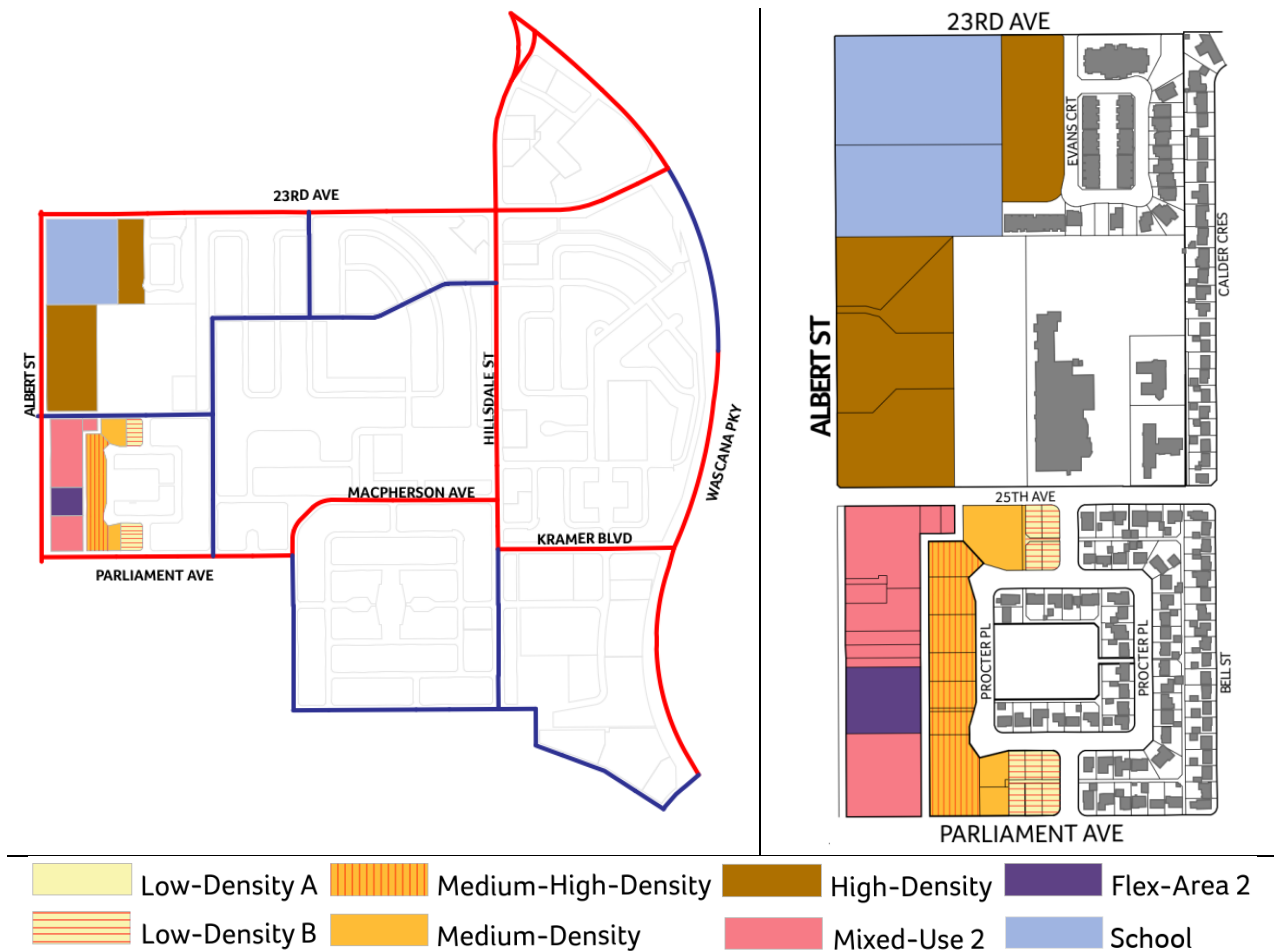 23RD AVE
ALBERT ST
HILLSDALE ST
WASCANA PKY
MACPHERSON AVE
KRAMER BLVD
PARLIAMENT AVE
23RD AVE
EVANS CRT
CALDER CRES
ALBERT ST
25TH AVE
PROCTER PL
PROCTER PL
BELL ST
PARLIAMENT AVE
Low-Density A
Medium-High-Density
High-Density
Flex-Area 2
Low-Density B
Medium-Density
Mixed-Use 2
School